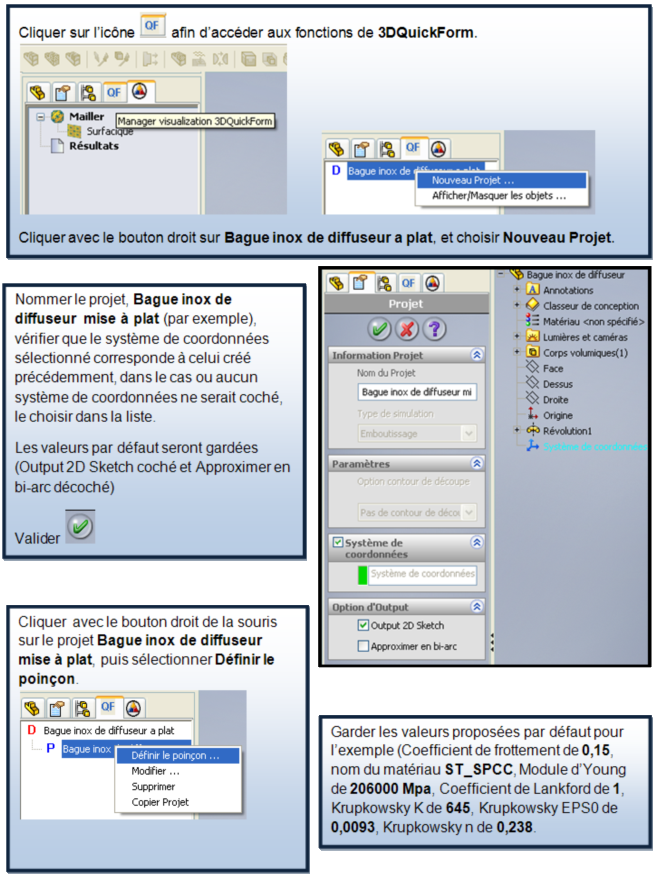 Cliquer sur l'icône QF afin d'accéder aux fonctions de 3DQuickForm.
QF
Mailler
Manager visualization 3DQuickForm
Surfacique
Résultats
QF
D Bague inox de diffuseur a plat
Nouveau Projet ...
Afficher/Masquer les objets ...
Cliquer avec le bouton droit sur Bague inox de diffuseur a plat, et choisir Nouveau Projet.
Nommer le projet, Bague inox de
diffuseur mise à plat (par exemple),
vérifier que le système de coordonnées
sélectionné corresponde à celui créé
précédemment, dans le cas ou aucun
système de coordonnées ne serait coché,
le choisir dans la liste.
Les valeurs par défaut seront gardées
(Output 2D Sketch coché et Approximer en
bi-arc décoché)
Valider
QF
Projet
Information Projet
Nom du Projet
Bague inox de diffuseur mi
Type de simulation
Emboutissage
Paramètres
Option contour de découpe
Pas de contour de décou
Système de
coordonnées
Système de coordonnées
Option d'Output
Output 2D Sketch
Approximer en bi-arc
Bague inox de diffuseur
Annotations
Classeur de conception
Matériau <non spécifié>
Lumières et caméras
Corps volumiques(1)
Face
Dessus
Droite
Origine
Révolution1
Système de coordonnées
Cliquer avec le bouton droit de la souris
sur le projet Bague inox de diffuseur
mise à plat, puis sélectionner Définir le
poinçon.
QF
D Bague inox de diffuseur a plat
P Bague inox
Définir le poinçon ...
Modifier ...
Supprimer
Copier Projet
Garder les valeurs proposées par défaut pour
l'exemple (Coefficient de frottement de 0,15,
nom du matériau ST_SPCC, Module d'Young
de 206000 Mpa, Coefficient de Lankford de 1,
Krupkowsky K de 645, Krupkowsky EPS0 de
0,0093, Krupkowsky n de 0,238.